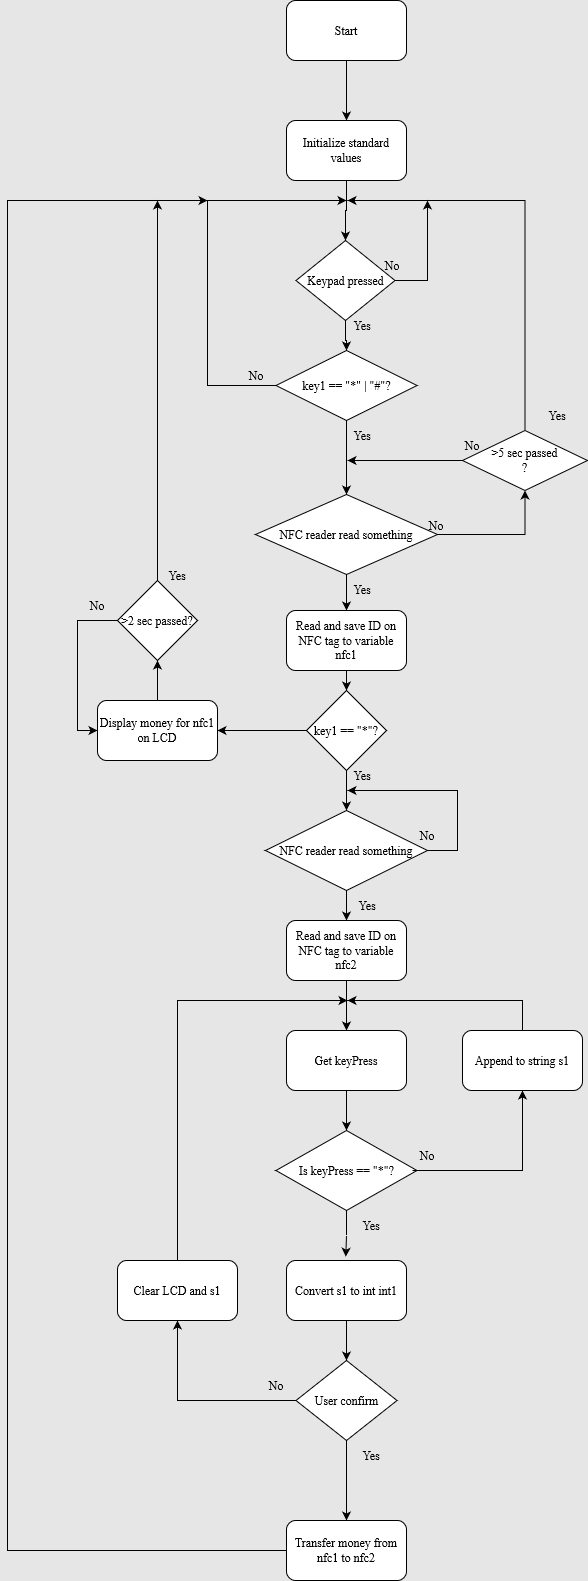 Start
Initialize standard
values
Keypad pressed
No
Yes
key1 == "*" | "#"?
No
Yes
Yes
>5 sec passed
?
No
NFC reader read something
No
Yes
Read and save ID on
NFC tag to variable
nfc1
Yes
>2 sec passed?
No
Display money for nfc1
on LCD
key1 == "*"?
Yes
NFC reader read something
No
Yes
Read and save ID on
NFC tag to variable
nfc2
Get keyPress
Append to string s1
Is keyPress == "*"?
No
Yes
Clear LCD and s1
Convert s1 to int int1
User confirm
No
Yes
Transfer money from
nfc1 to nfc2